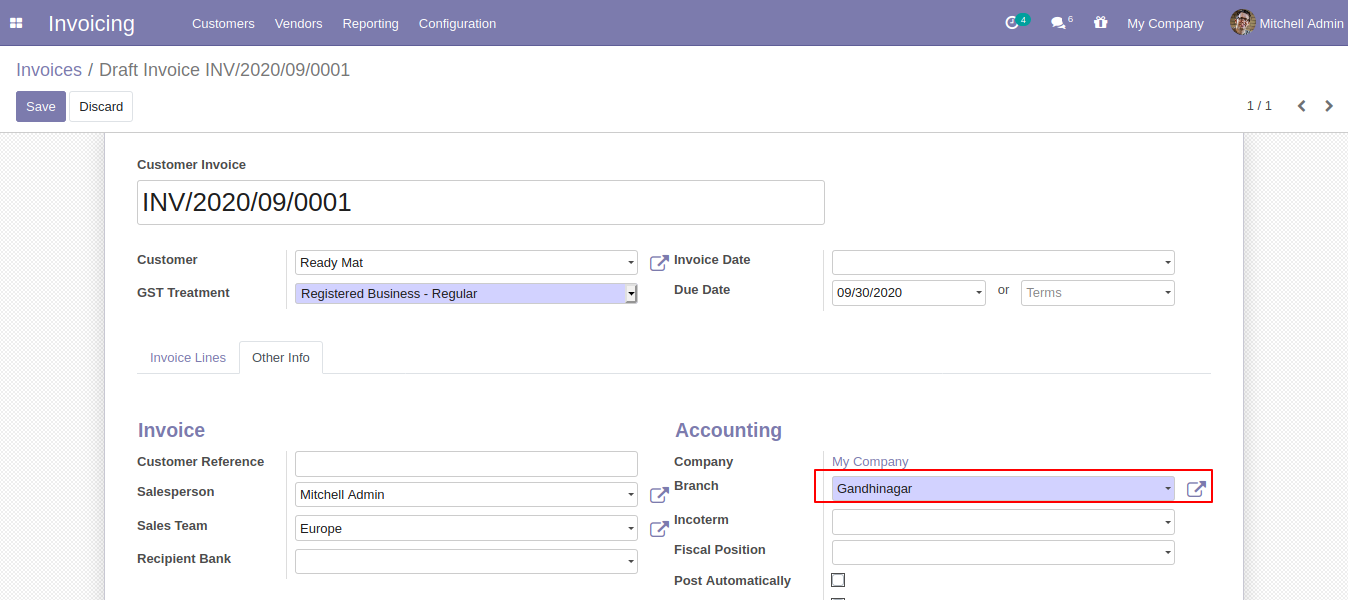 Invoicing Customers Vendors Reporting Configuration 4 6 My Company Mitchell Admin
Invoices / Draft Invoice INV/2020/09/0001
Save Discard 1 / 1
Customer Invoice
INV/2020/09/0001
Customer Ready Mat Invoice Date
GST Treatment Registered Business - Regular Due Date 09/30/2020 or Terms
Invoice Lines Other Info
Invoice Accounting
Customer Reference Company My Company
Salesperson Mitchell Admin Branch Gandhinagar
Sales Team Europe Incoterm
Recipient Bank Fiscal Position
Post Automatically